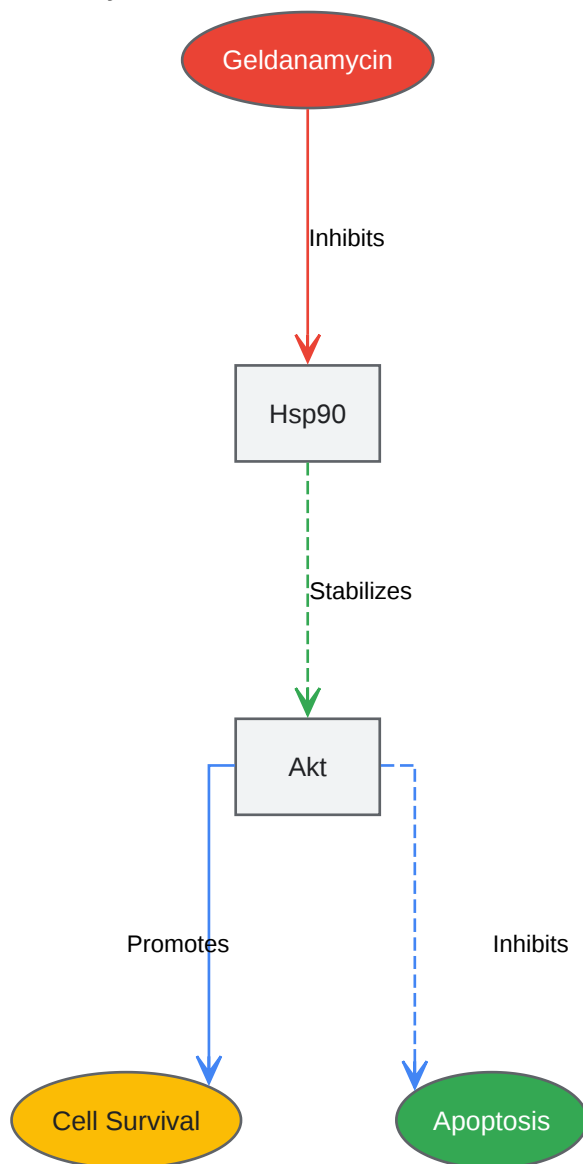 Geldanamycin
Inhibits
Hsp90
Stabilizes
Akt
Promotes
Inhibits
Cell Survival
Apoptosis